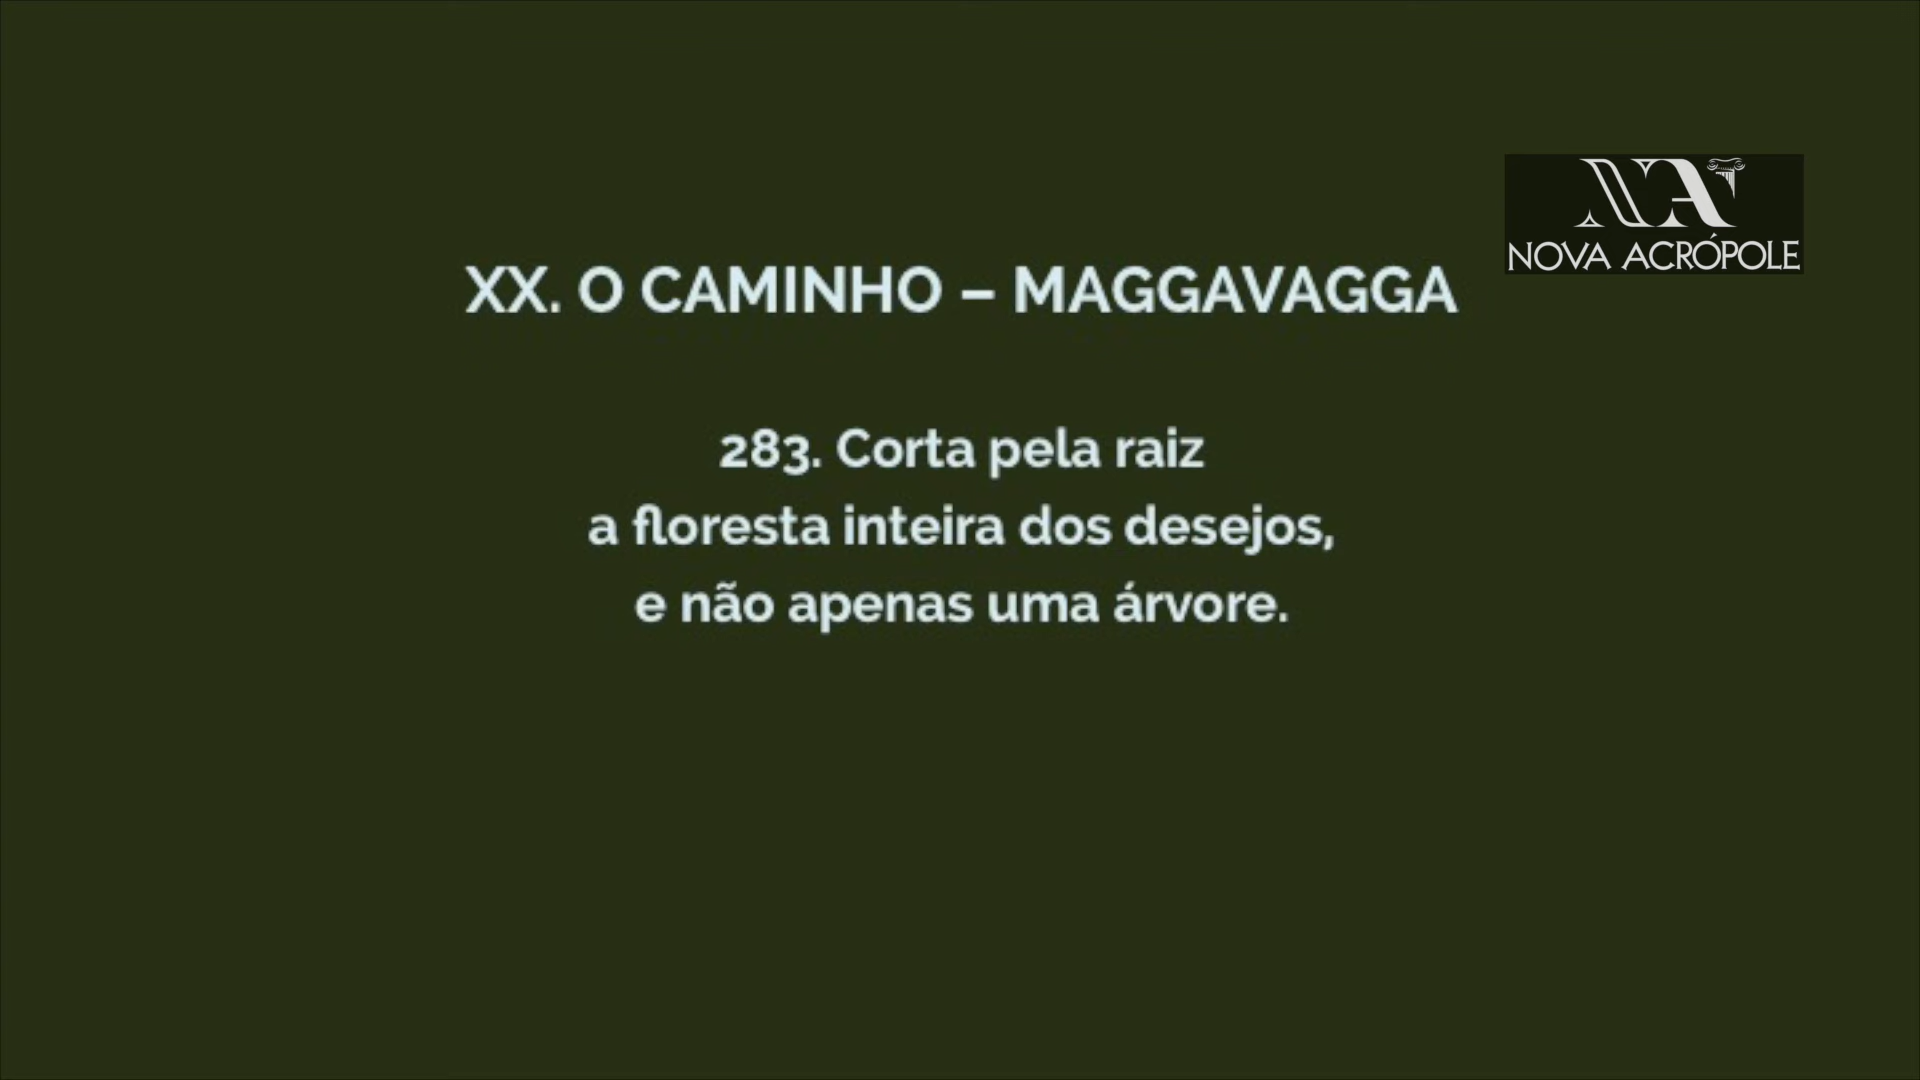 NOVA ACRÓPOLE
XX. O CAMINHO – MAGGAVAGGA
283. Corta pela raiz
a floresta inteira dos desejos,
e não apenas uma árvore.